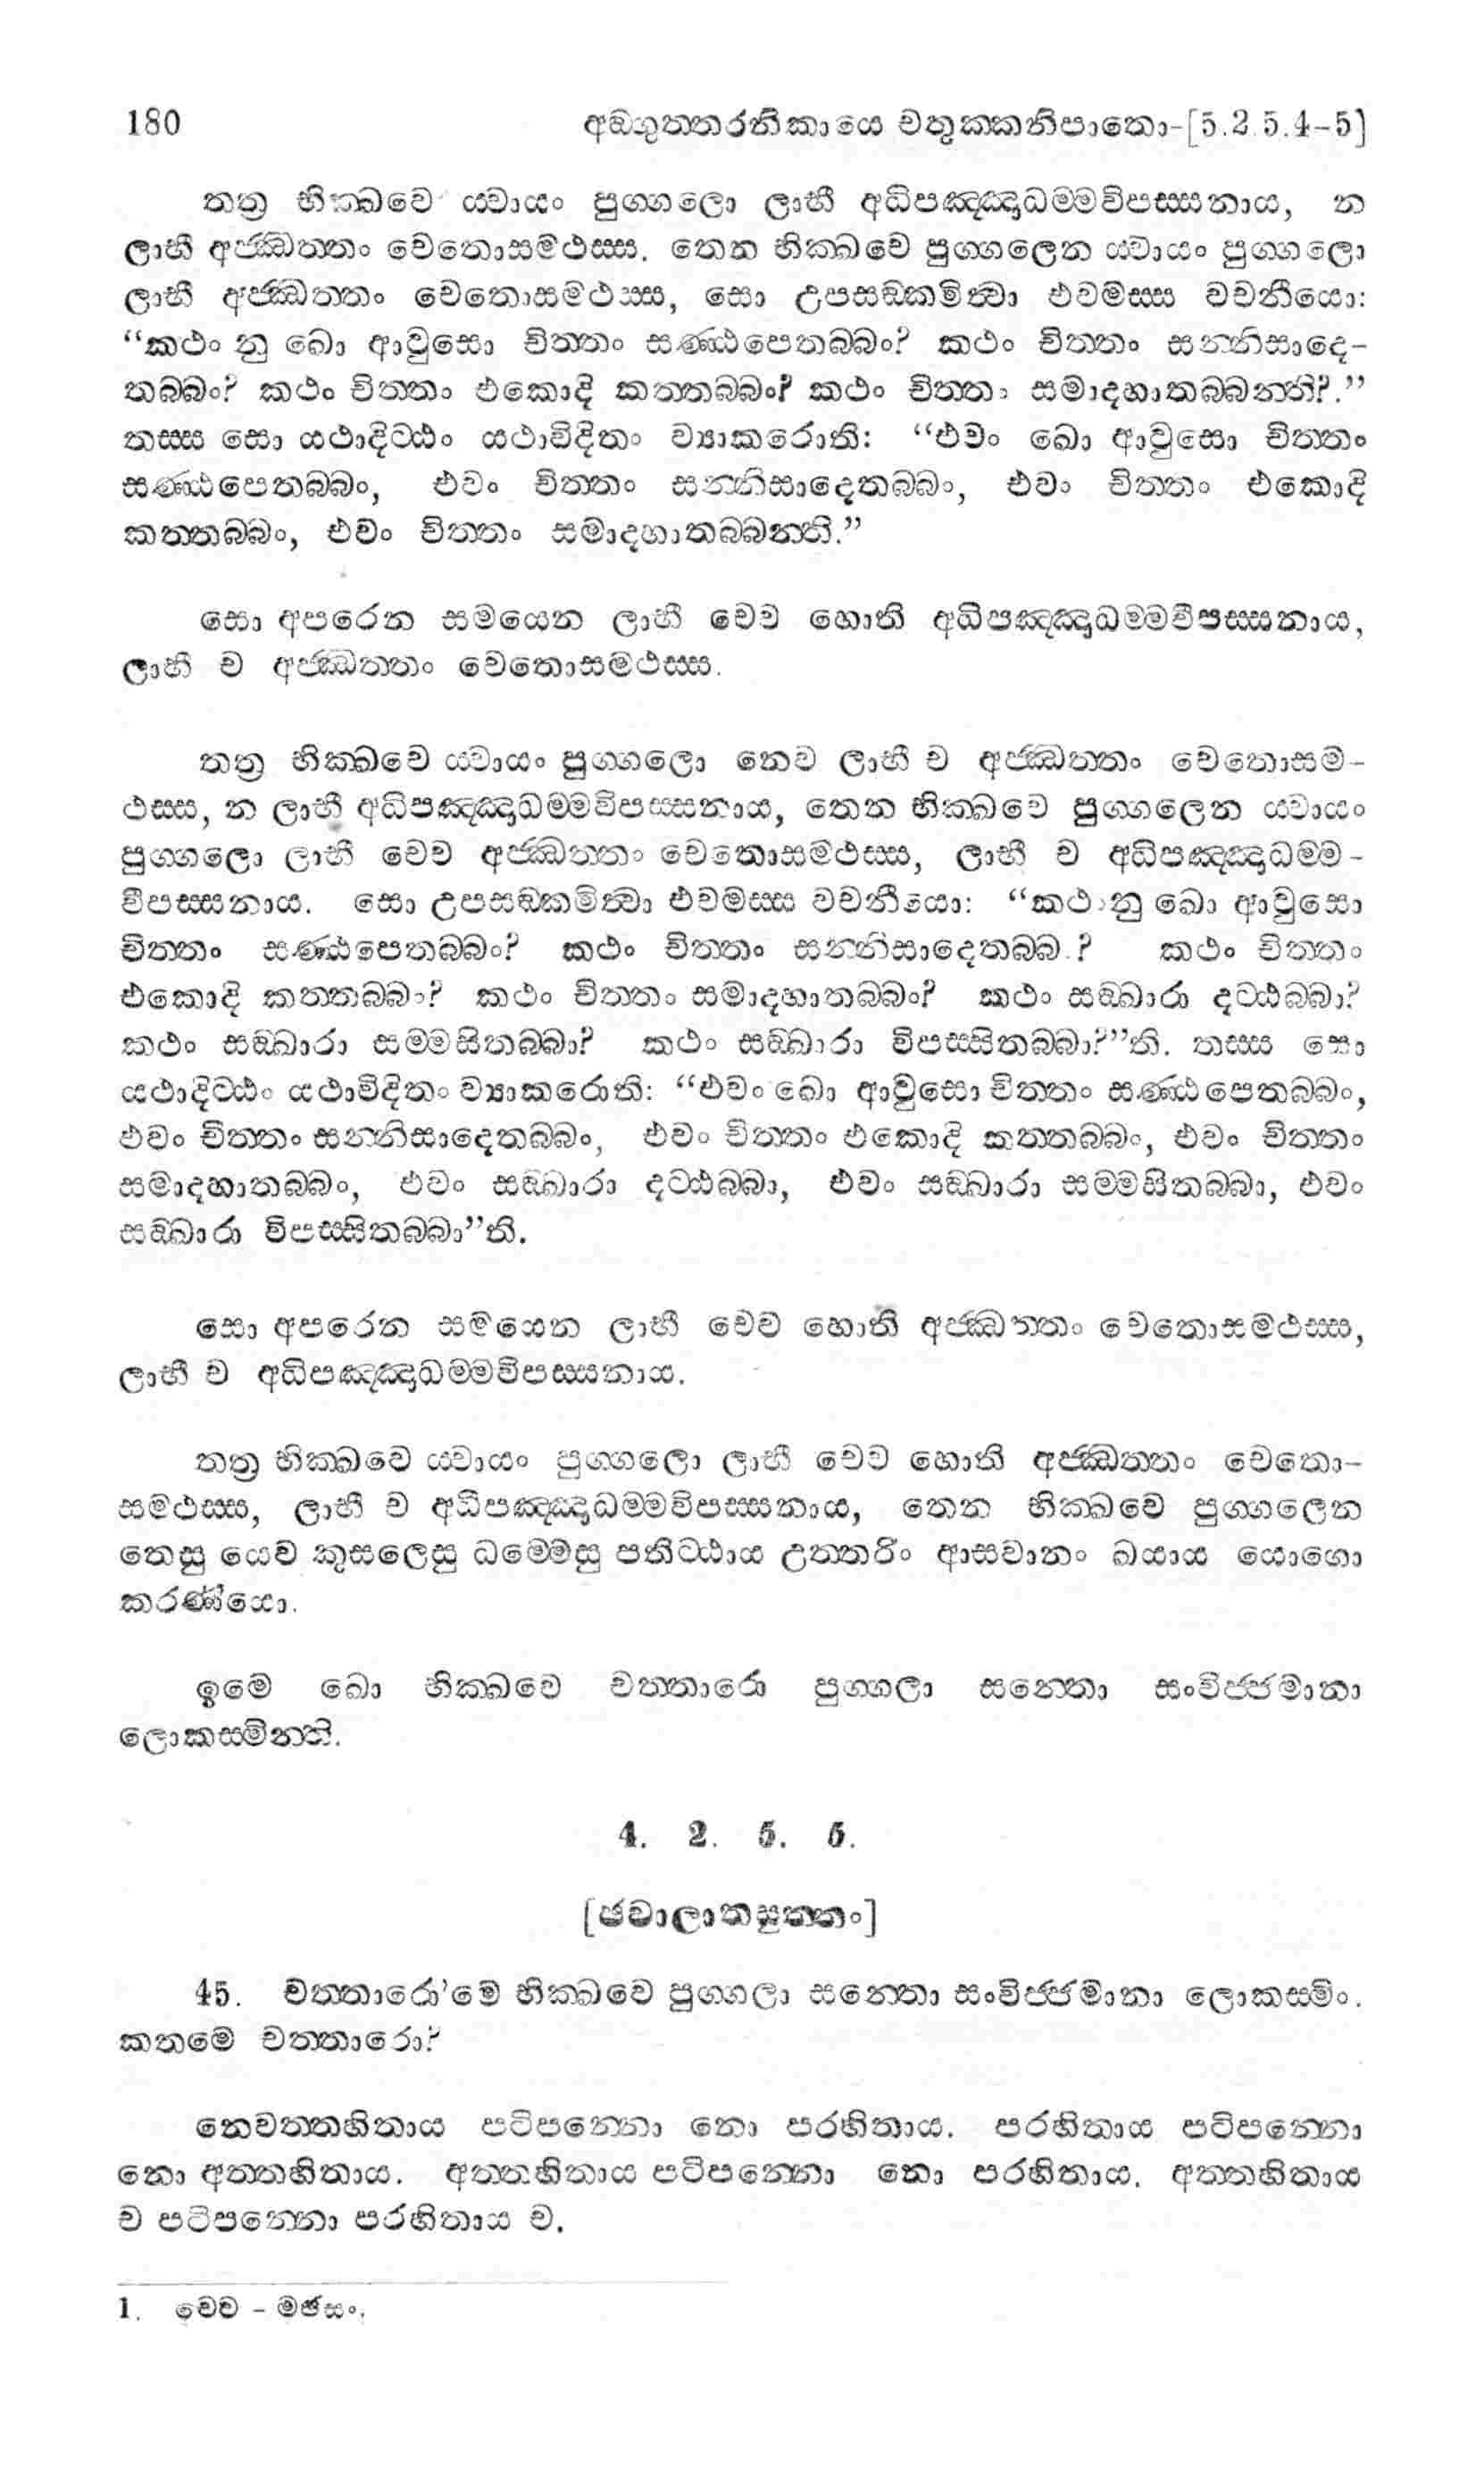 180 අඞගුත්තරනිකායෙ චතුක්කනිපාතො-[5.2.5.4-5]
තත්‍ර භික්ඛවෙ ය්වායං පුග්ගලො ලාභී අධිපඤ්ඤාධම්මවිපස්සනාය, න
ලාභී අජ්ඣත්තං චෙතොසමථස්ස. තෙන භික්ඛවෙ පුග්ගලෙන ය්වායං පුග්ගලො
ලාභී අජ්ඣත්තං චෙතොසමථස්ස, සො උපසඞ්කමිත්වා එවමස්ස වචනීයො:
“කථං නු ඛො ආවුසො චිත්තං සණ්ඨපෙතබ්බං? කථං චිත්තං සන්නිසාදෙ-
තබ්බං? කථං චිත්තං එකොදි කත්තබ්බං? කථං චිත්තං සමාදහාතබ්බන්ති?.”
තස්ස සො යථාදිට්ඨං යථාවිදිතං ව්‍යාකරොති: “එවං ඛො ආවුසො චිත්තං
සණ්ඨපෙතබ්බං, එවං චිත්තං සන්නිසාදෙතබ්බං, එවං චිත්තං එකොදි
කත්තබ්බං, එවං චිත්තං සමාදහාතබ්බන්ති.”
සො අපරෙන සමයෙන ලාභී චෙව හොති අධිපඤ්ඤාධම්මවිපස්සනාය,
ලාභී ච අජ්ඣත්තං චෙතොසමථස්ස.
තත්‍ර භික්ඛවෙ ය්වායං පුග්ගලො නෙව ලාභී ච අජ්ඣත්තං චෙතොසම-
ථස්ස, න ලාභී අධිපඤ්ඤාධම්මවිපස්සනාය, තෙන භික්ඛවෙ පුග්ගලෙන ය්වායං
පුග්ගලො ලාභී චෙව අජ්ඣත්තං චෙතොසමථස්ස, ලාභී ච අධිපඤ්ඤාධම්ම-
විපස්සනාය. සො උපසඞ්කමිත්වා එවමස්ස වචනීයො: “කථං නු ඛො ආවුසො
චිත්තං සණ්ඨපෙතබ්බං? කථං චිත්තං සන්නිසාදෙතබ්බං? කථං චිත්තං
එකොදි කත්තබ්බං? කථං චිත්තං සමාදහාතබ්බං? කථං සඞ්ඛාරා දට්ඨබ්බා?
කථං සඞ්ඛාරා සම්මසිතබ්බා? කථං සඞ්ඛාරා විපස්සිතබ්බා?”ති. තස්ස සො
යථාදිට්ඨං යථාවිදිතං ව්‍යාකරොති: “එවං ඛො ආවුසො චිත්තං සණ්ඨපෙතබ්බං,
එවං චිත්තං සන්නිසාදෙතබ්බං, එවං චිත්තං එකොදි කත්තබ්බං, එවං චිත්තං
සමාදහාතබ්බං, එවං සඞ්ඛාරා දට්ඨබ්බා, එවං සඞ්ඛාරා සම්මසිතබ්බා, එවං
සඞ්ඛාරා විපස්සිතබ්බා”ති.
සො අපරෙන සමයෙන ලාභී චෙව හොති අජ්ඣත්තං චෙතොසමථස්ස,
ලාභී ච අධිපඤ්ඤාධම්මවිපස්සනාය.
තත්‍ර භික්ඛවෙ ය්වායං පුග්ගලො ලාභී චෙව හොති අජ්ඣත්තං චෙතො-
සමථස්ස, ලාභී ච අධිපඤ්ඤාධම්මවිපස්සනාය, තෙන භික්ඛවෙ පුග්ගලෙන
තෙසු යෙව කුසලෙසු ධම්මෙසු පතිට්ඨාය උත්තරිං ආසවානං ඛයාය යොගො
කරණීයො.
ඉමෙ ඛො භික්ඛවෙ චත්තාරො පුග්ගලා සන්තො සංවිජ්ජමානා
ලොකස්මින්ති.
4. 2. 5. 5.
[ඡවාලාතසුත්තං]
45. චත්තාරො’මෙ භික්ඛවෙ පුග්ගලා සන්තො සංවිජ්ජමානා ලොකස්මිං.
කතමෙ චත්තාරො?
නෙවත්තහිතාය පටිපන්නො නො පරහිතාය. පරහිතාය පටිපන්නො
නො අත්තහිතාය. අත්තහිතාය පටිපන්නො නො පරහිතාය. අත්තහිතාය
ච පටිපන්නො පරහිතාය ච.
1. චෙව - මඡසං.